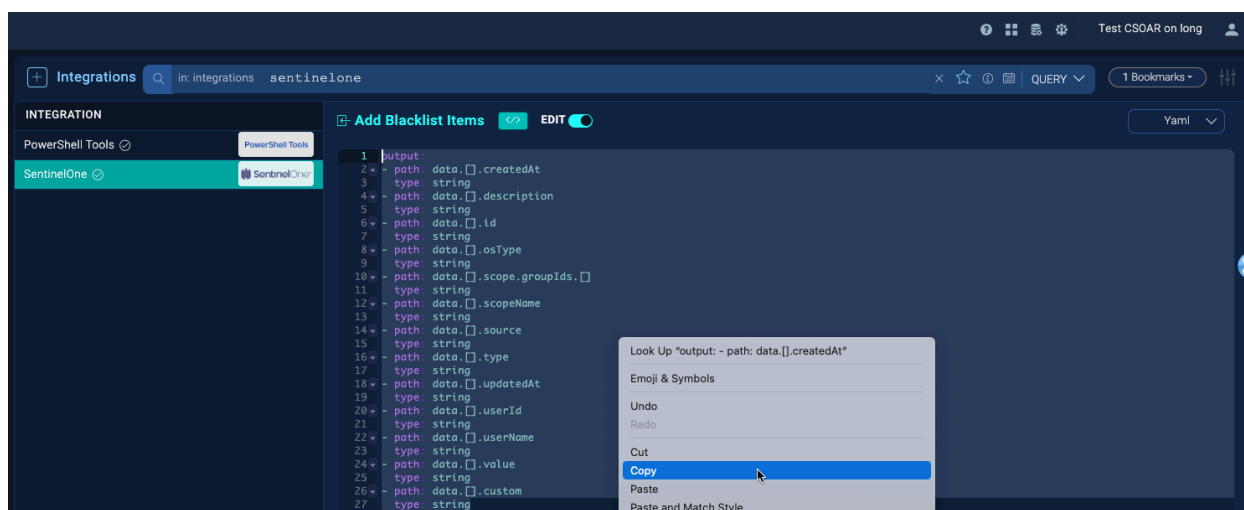 Test CSOAR on long
Integrations in: integrations sentinelone × QUERY 1 Bookmarks
INTEGRATION
Add Blacklist Items </> EDIT Yaml
PowerShell Tools PowerShell Tools
SentinelOne SentinelOne
1 output:
2 - path: data.[].createdAt
3 type: string
4 - path: data.[].description
5 type: string
6 - path: data.[].id
7 type: string
8 - path: data.[].osType
9 type: string
10 - path: data.[].scope.groupIds.[]
11 type: string
12 - path: data.[].scopeName
13 type: string
14 - path: data.[].source
15 type: string
16 - path: data.[].type
17 type: string
18 - path: data.[].updatedAt
19 type: string
20 - path: data.[].userId
21 type: string
22 - path: data.[].userName
23 type: string
24 - path: data.[].value
25 type: string
26 - path: data.[].custom
27 type: string
Look Up “output: - path: data.[].createdAt”
Emoji & Symbols
Undo
Redo
Cut
Copy
Paste
Paste and Match Style